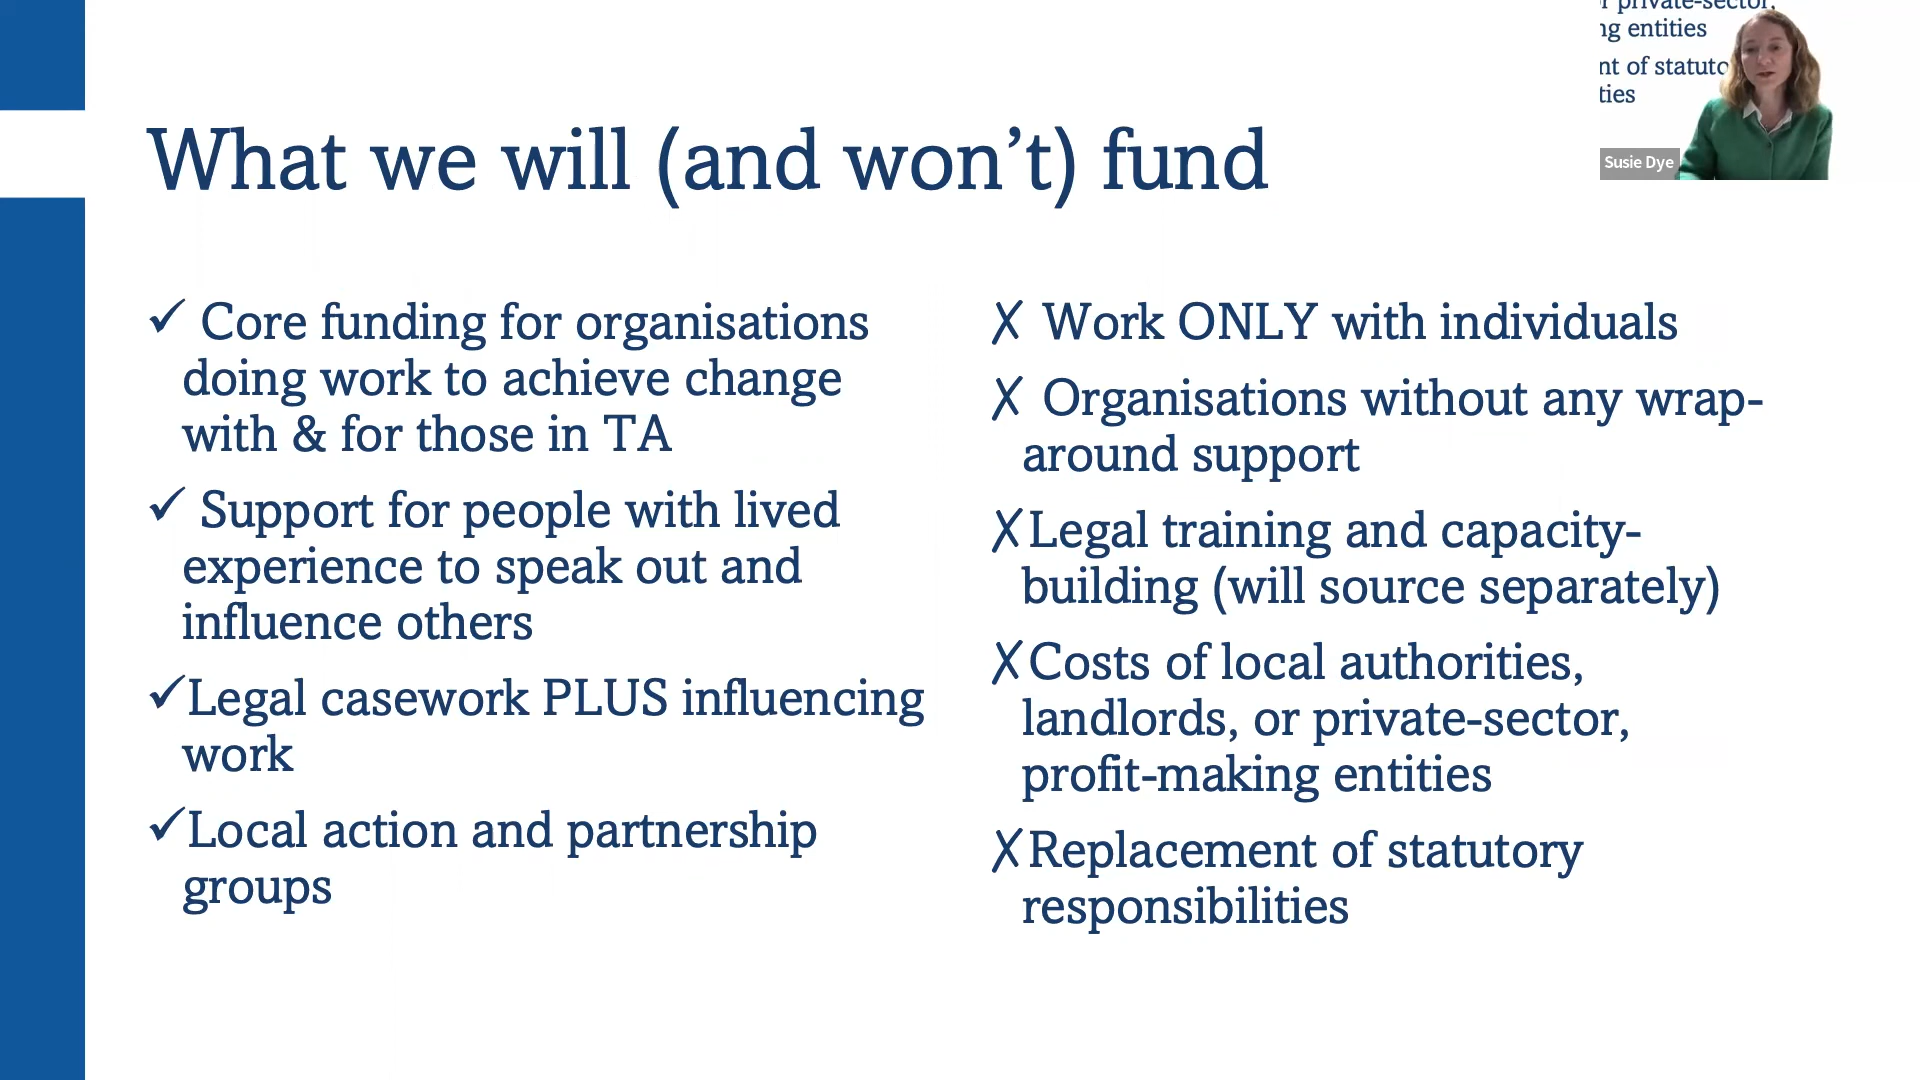 r private-sector,
ng entities
nt of statuto
ties
Susie Dye
What we will (and won’t) fund
✓ Core funding for organisations
doing work to achieve change
with & for those in TA
✓ Support for people with lived
experience to speak out and
influence others
✓Legal casework PLUS influencing
work
✓Local action and partnership
groups
✗ Work ONLY with individuals
✗ Organisations without any wrap-
around support
✗Legal training and capacity-
building (will source separately)
✗Costs of local authorities,
landlords, or private-sector,
profit-making entities
✗Replacement of statutory
responsibilities